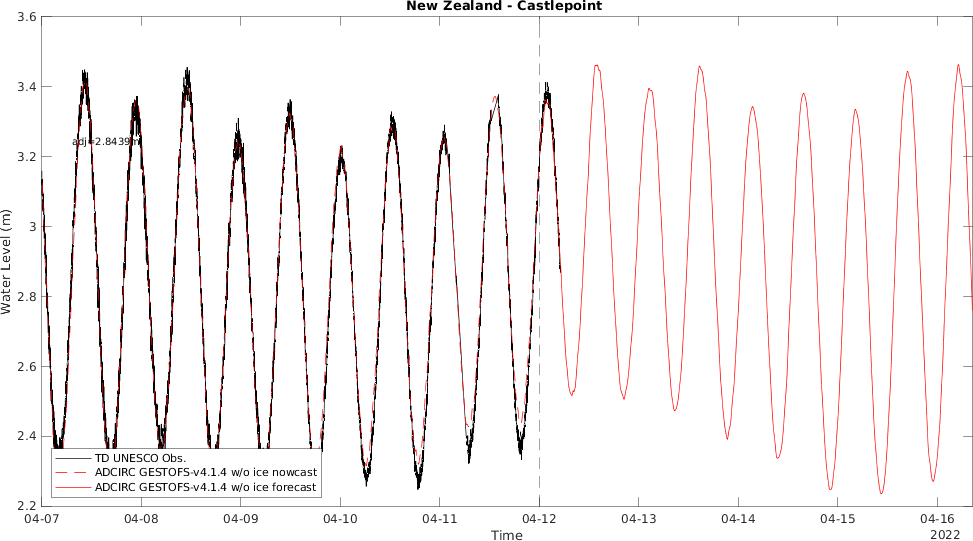 New Zealand - Castlepoint
3.6
3.4
3.2
3
2.8
2.6
2.4
2.2
Water Level (m)
adj=2.8439m
TD UNESCO Obs.
ADCIRC GESTOFS-v4.1.4 w/o ice nowcast
ADCIRC GESTOFS-v4.1.4 w/o ice forecast
04-07 04-08 04-09 04-10 04-11 04-12 04-13 04-14 04-15 04-16
Time
2022